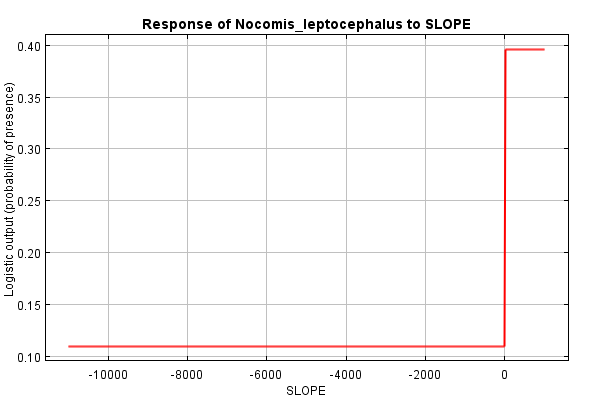 Response of Nocomis_leptocephalus to SLOPE
Logistic output (probability of presence)
0.40
0.35
0.30
0.25
0.20
0.15
0.10
-10000 -8000 -6000 -4000 -2000 0
SLOPE